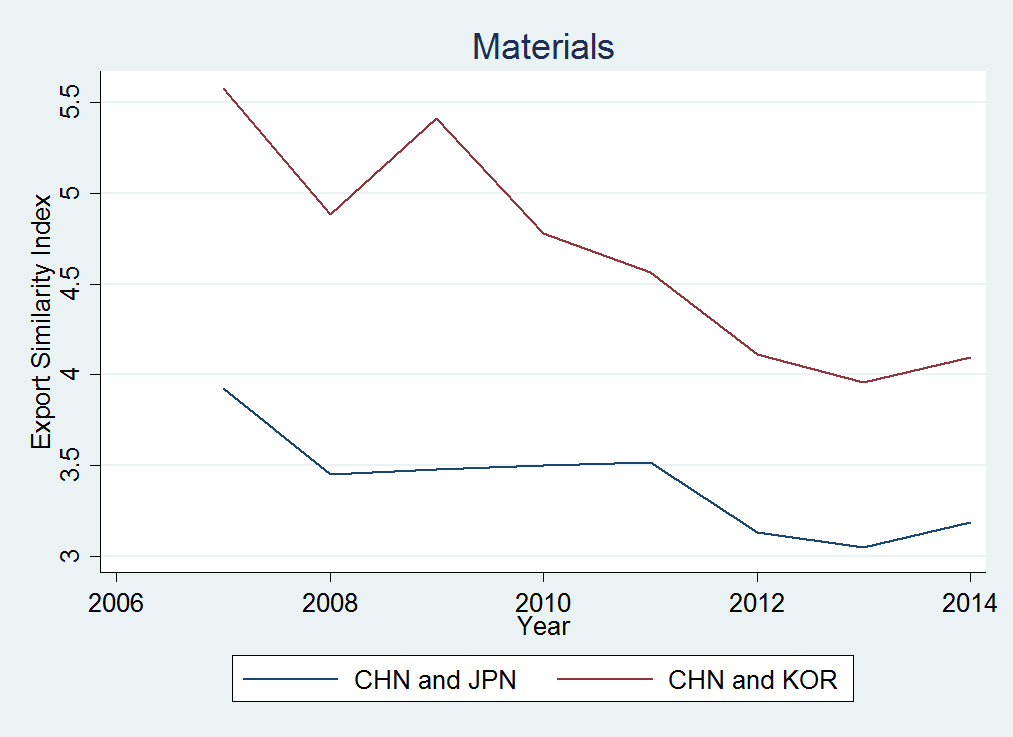 Materials
Export Similarity Index
5.5
5
4.5
4
3.5
3
2006 2008 2010 2012 2014
Year
CHN and JPN CHN and KOR